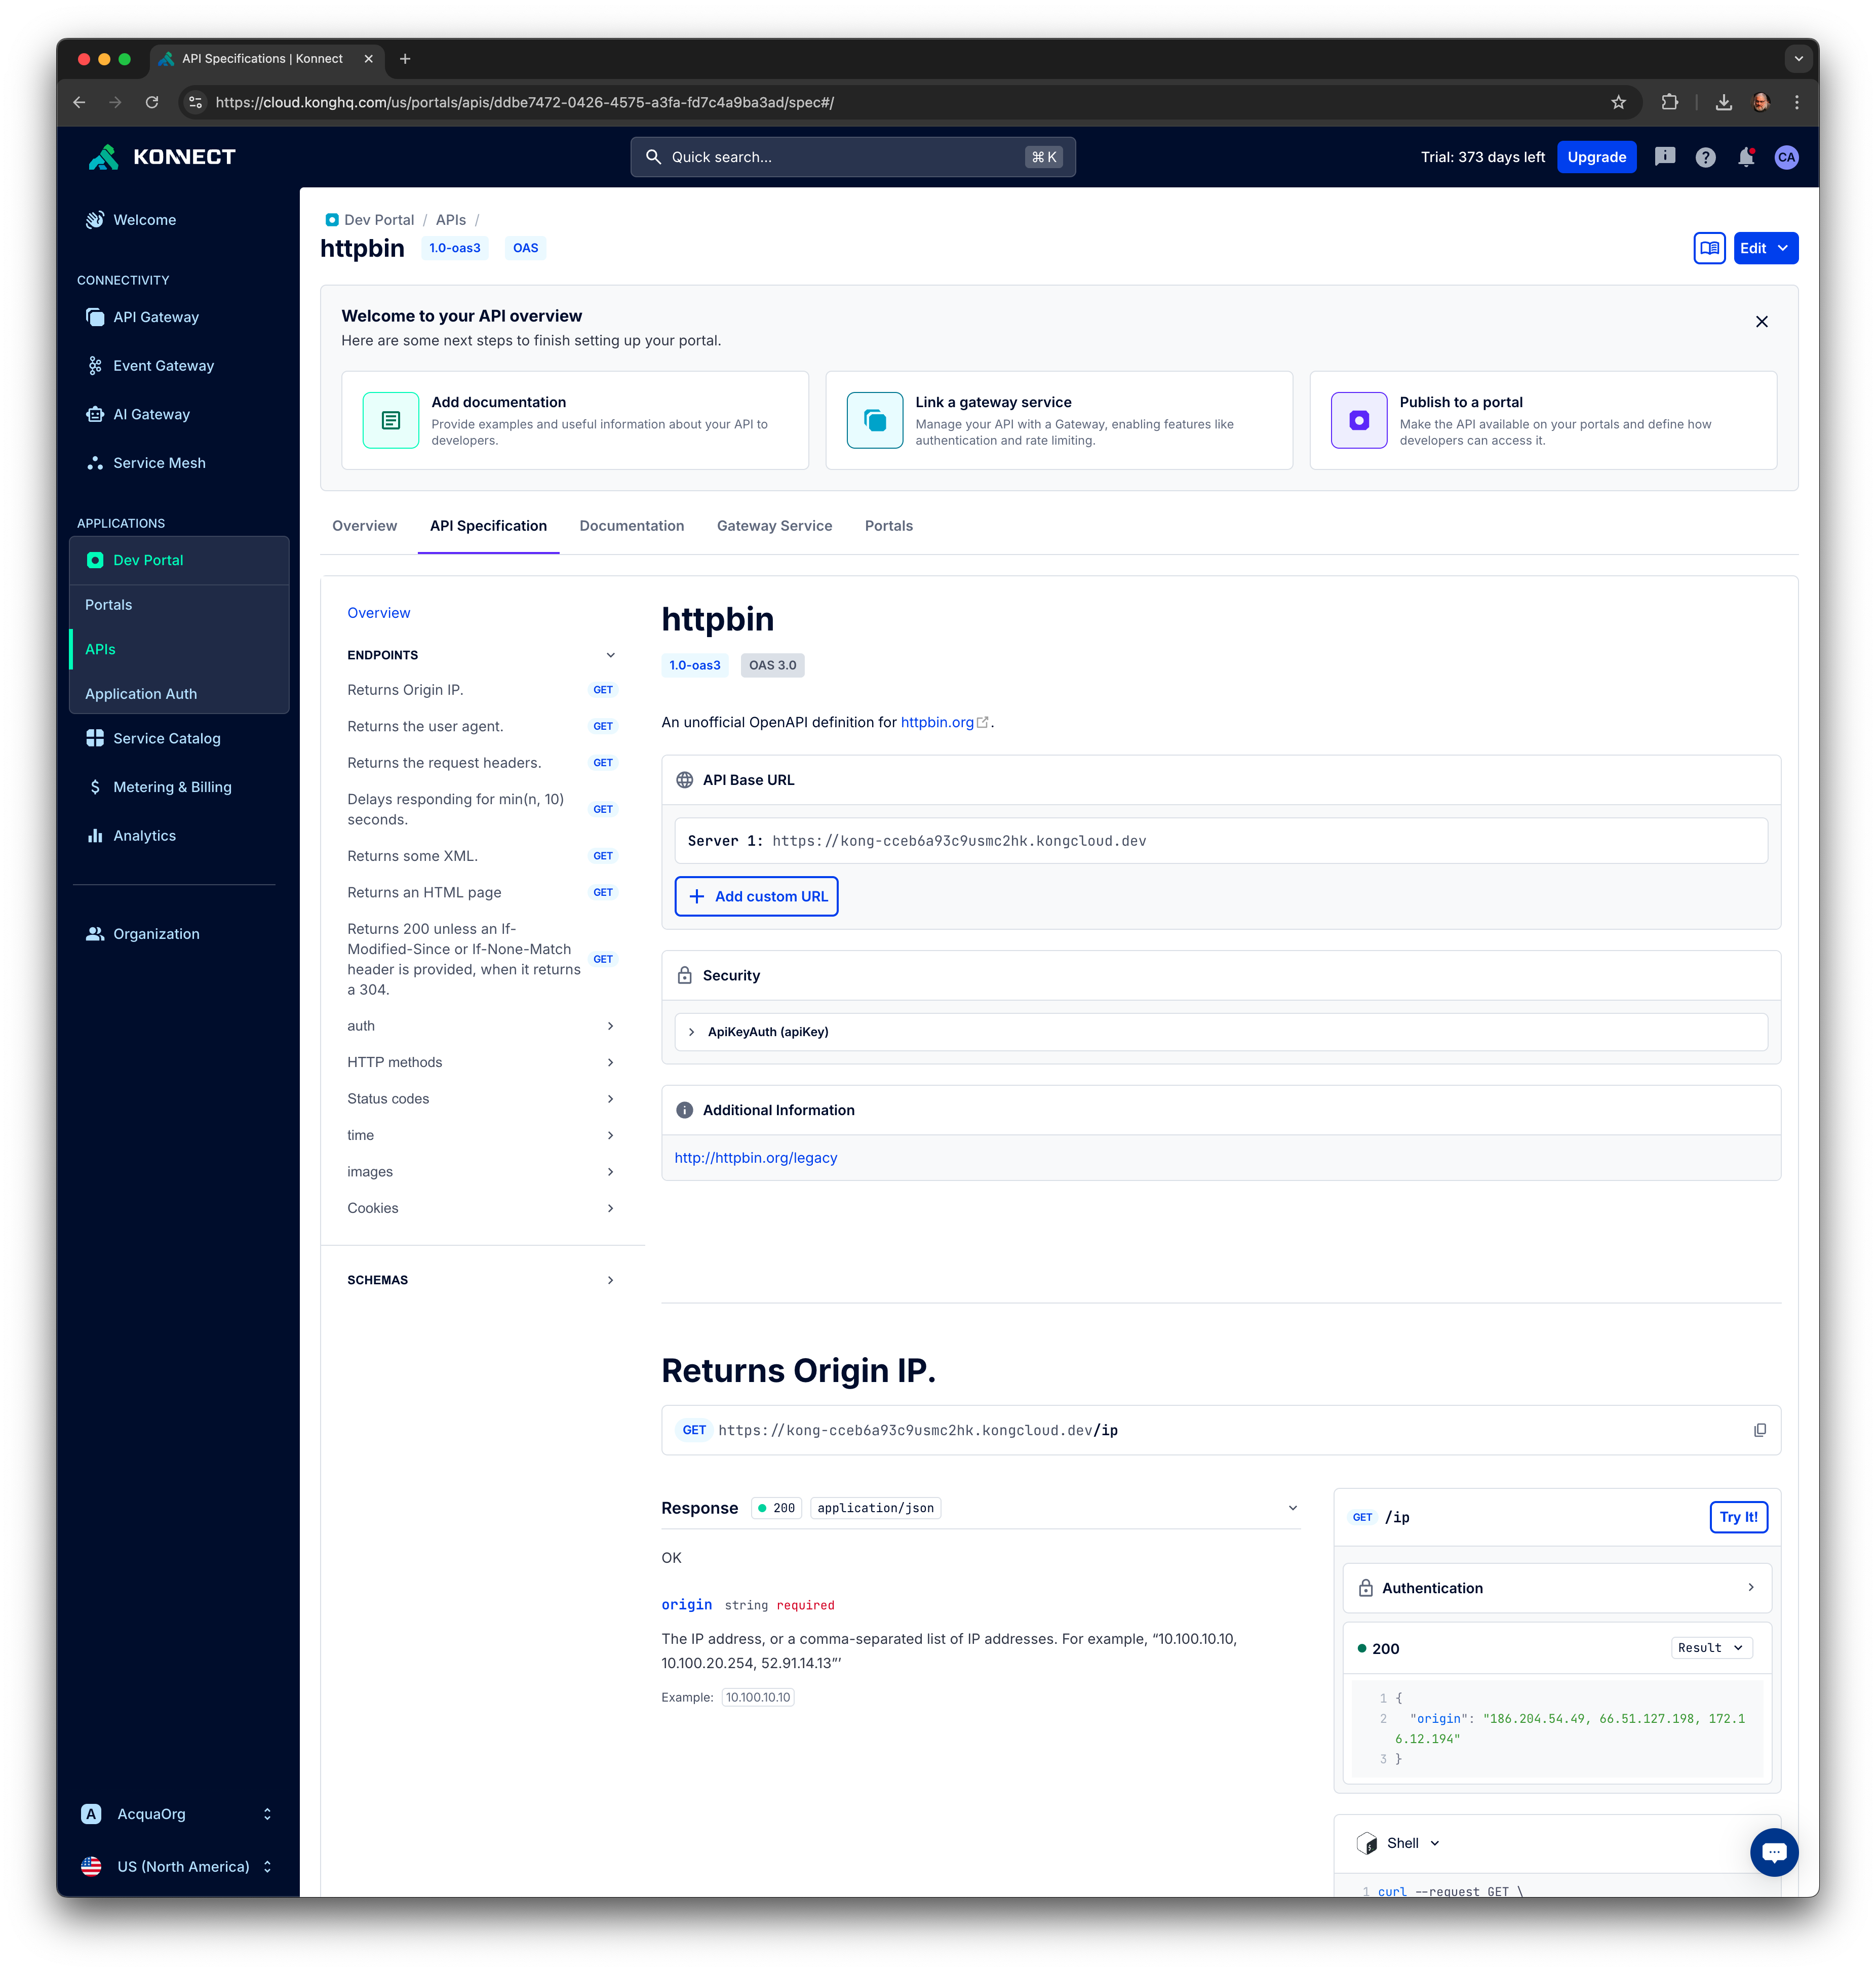 API Specifications | Konnect
https://cloud.konghq.com/us/portals/apis/ddbe7472-0426-4575-a3fa-fd7c4a9ba3ad/spec#/
KONNECT
Quick search...
⌘ K
Trial: 373 days left
Upgrade
CA
Welcome
CONNECTIVITY
API Gateway
Event Gateway
AI Gateway
Service Mesh
APPLICATIONS
Dev Portal
Portals
APIs
Application Auth
Service Catalog
Metering & Billing
Analytics
Organization
A AcquaOrg
US (North America)
Dev Portal / APIs /
httpbin 1.0-oas3 OAS
Edit
Welcome to your API overview
Here are some next steps to finish setting up your portal.
Add documentation
Provide examples and useful information about your API to
developers.
Link a gateway service
Manage your API with a Gateway, enabling features like
authentication and rate limiting.
Publish to a portal
Make the API available on your portals and define how
developers can access it.
Overview API Specification Documentation Gateway Service Portals
Overview
ENDPOINTS
Returns Origin IP. GET
Returns the user agent. GET
Returns the request headers. GET
Delays responding for min(n, 10)
seconds. GET
Returns some XML. GET
Returns an HTML page GET
Returns 200 unless an If-
Modified-Since or If-None-Match
header is provided, when it returns
a 304. GET
auth
HTTP methods
Status codes
time
images
Cookies
SCHEMAS
httpbin
1.0-oas3 OAS 3.0
An unofficial OpenAPI definition for httpbin.org.
API Base URL
Server 1: https://kong-cceb6a93c9usmc2hk.kongcloud.dev
Add custom URL
Security
ApiKeyAuth (apiKey)
Additional Information
http://httpbin.org/legacy
Returns Origin IP.
GET https://kong-cceb6a93c9usmc2hk.kongcloud.dev/ip
Response 200 application/json
OK
origin string required
The IP address, or a comma-separated list of IP addresses. For example, “10.100.10.10,
10.100.20.254, 52.91.14.13”’
Example: 10.100.10.10
GET /ip
Try It!
Authentication
200
Result
1 {
2 "origin": "186.204.54.49, 66.51.127.198, 172.1
6.12.194"
3 }
Shell
1 curl --request GET \